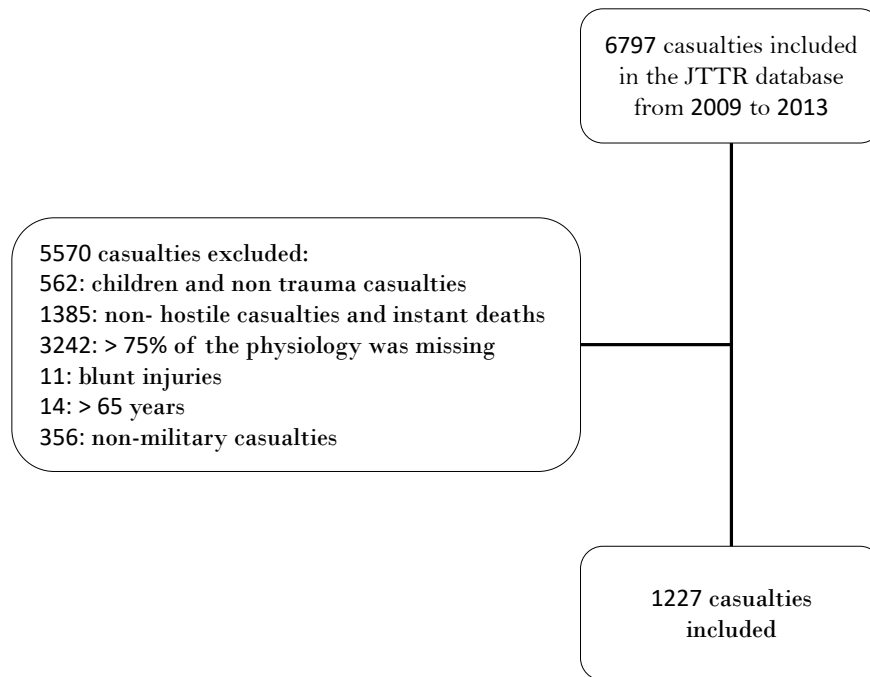 6797 casualties included
in the JTTR database
from 2009 to 2013
5570 casualties excluded:
562: children and non trauma casualties
1385: non- hostile casualties and instant deaths
3242: > 75% of the physiology was missing
11: blunt injuries
14: > 65 years
356: non-military casualties
1227 casualties
included